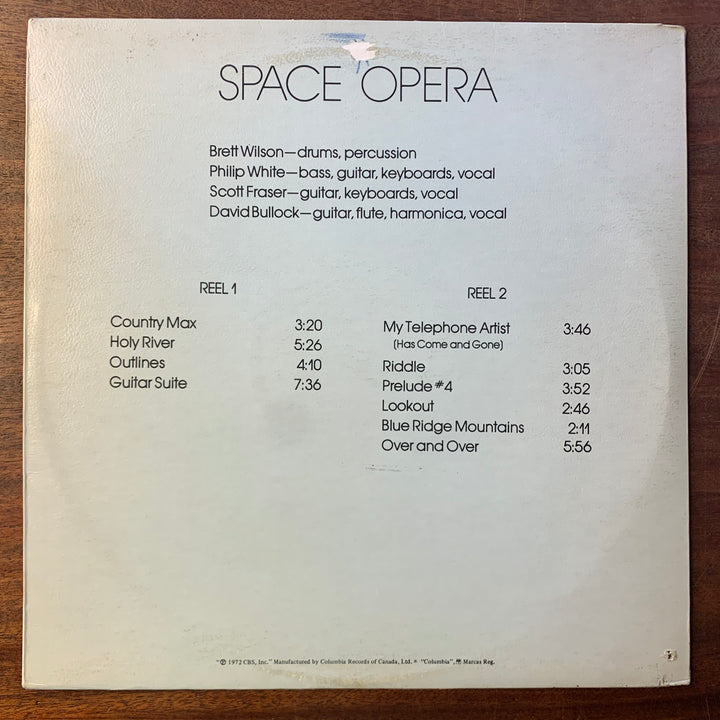 SPACE OPERA
Brett Wilson—drums, percussion
Philip White—bass, guitar, keyboards, vocal
Scott Fraser—guitar, keyboards, vocal
David Bullock—guitar, flute, harmonica, vocal
REEL 1
Country Max 3:20
Holy River 5:26
Outlines 4:10
Guitar Suite 7:36
REEL 2
My Telephone Artist 3:46
(Has Come and Gone)
Riddle 3:05
Prelude #4 3:52
Lookout 2:46
Blue Ridge Mountains 2:11
Over and Over 5:56
"℗ 1972 CBS, Inc." Manufactured by Columbia Records of Canada, Ltd. * "Columbia", Marcas Reg.